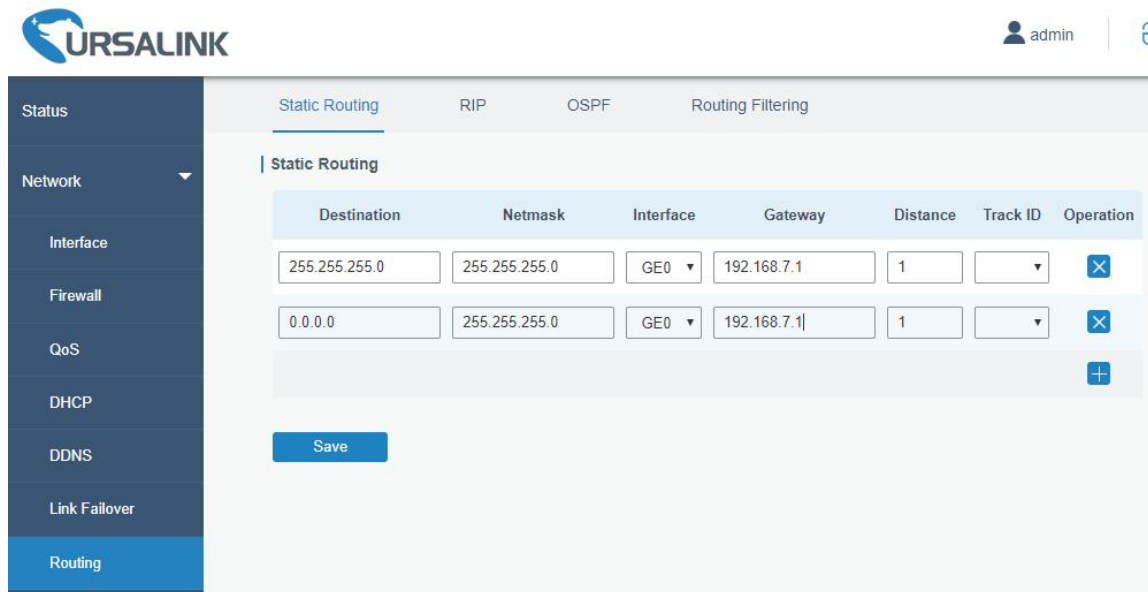 URSALINK
admin
Status
Static Routing RIP OSPF Routing Filtering
Network
Static Routing
Destination Netmask Interface Gateway Distance Track ID Operation
Interface
255.255.255.0 255.255.255.0 GE0 192.168.7.1 1
Firewall
0.0.0.0 255.255.255.0 GE0 192.168.7.1 1
QoS
DHCP
DDNS
Save
Link Failover
Routing